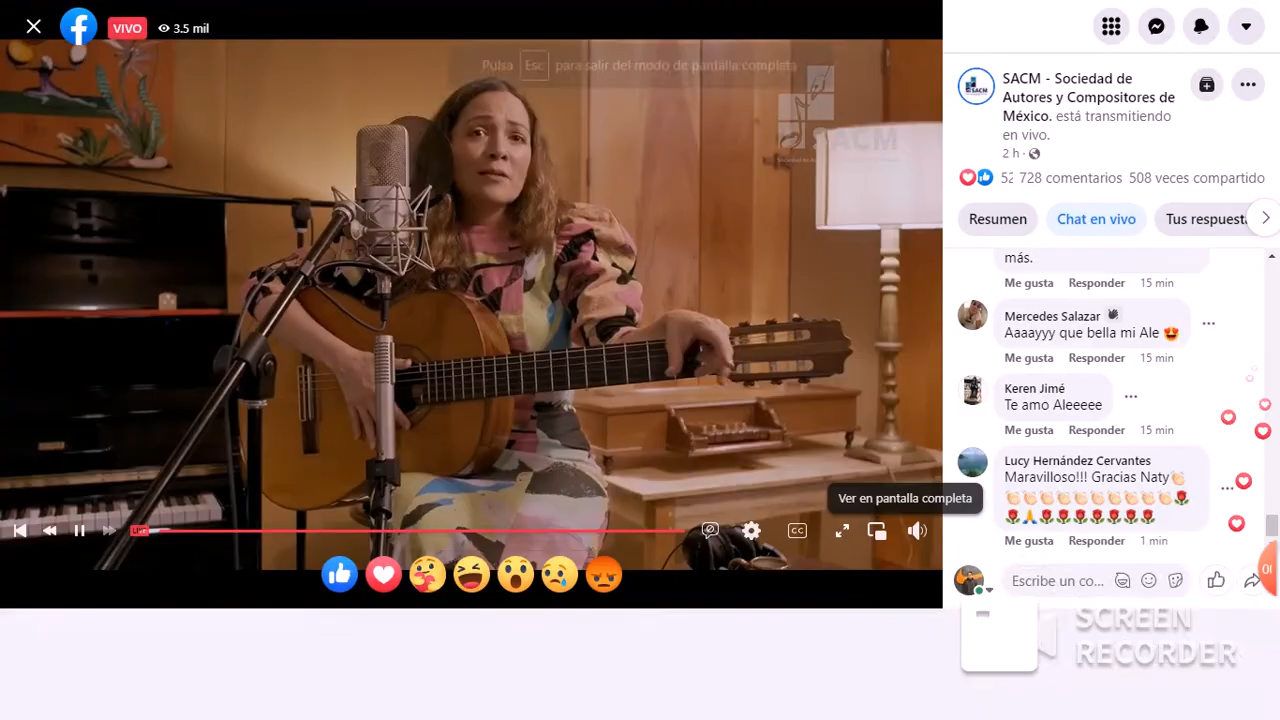 VIVO
3.5 mil
Pulsa Esc para salir del modo de pantalla completa
SACM
SACM - Sociedad de
Autores y Compositores de
México. está transmitiendo
en vivo.
2 h ·
52 728 comentarios 508 veces compartido
Resumen
Chat en vivo
Tus respuest
más.
Me gusta Responder 15 min
Mercedes Salazar
Aaaayyy que bella mi Ale 😍
Me gusta Responder 15 min
Keren Jimé
Te amo Aleeeee
Me gusta Responder 15 min
Lucy Hernández Cervantes
Maravilloso!!! Gracias Naty👏🏻
👏🏻👏🏻👏🏻👏🏻👏🏻👏🏻👏🏻👏🏻👏🏻👏🏻👏🏻🌹
🌹🙏🌹🌹🌹🌹🌹🌹🌹
Me gusta Responder 1 min
Ver en pantalla completa
LIVE
CC
Escribe un co...
SCREEN
RECORDER